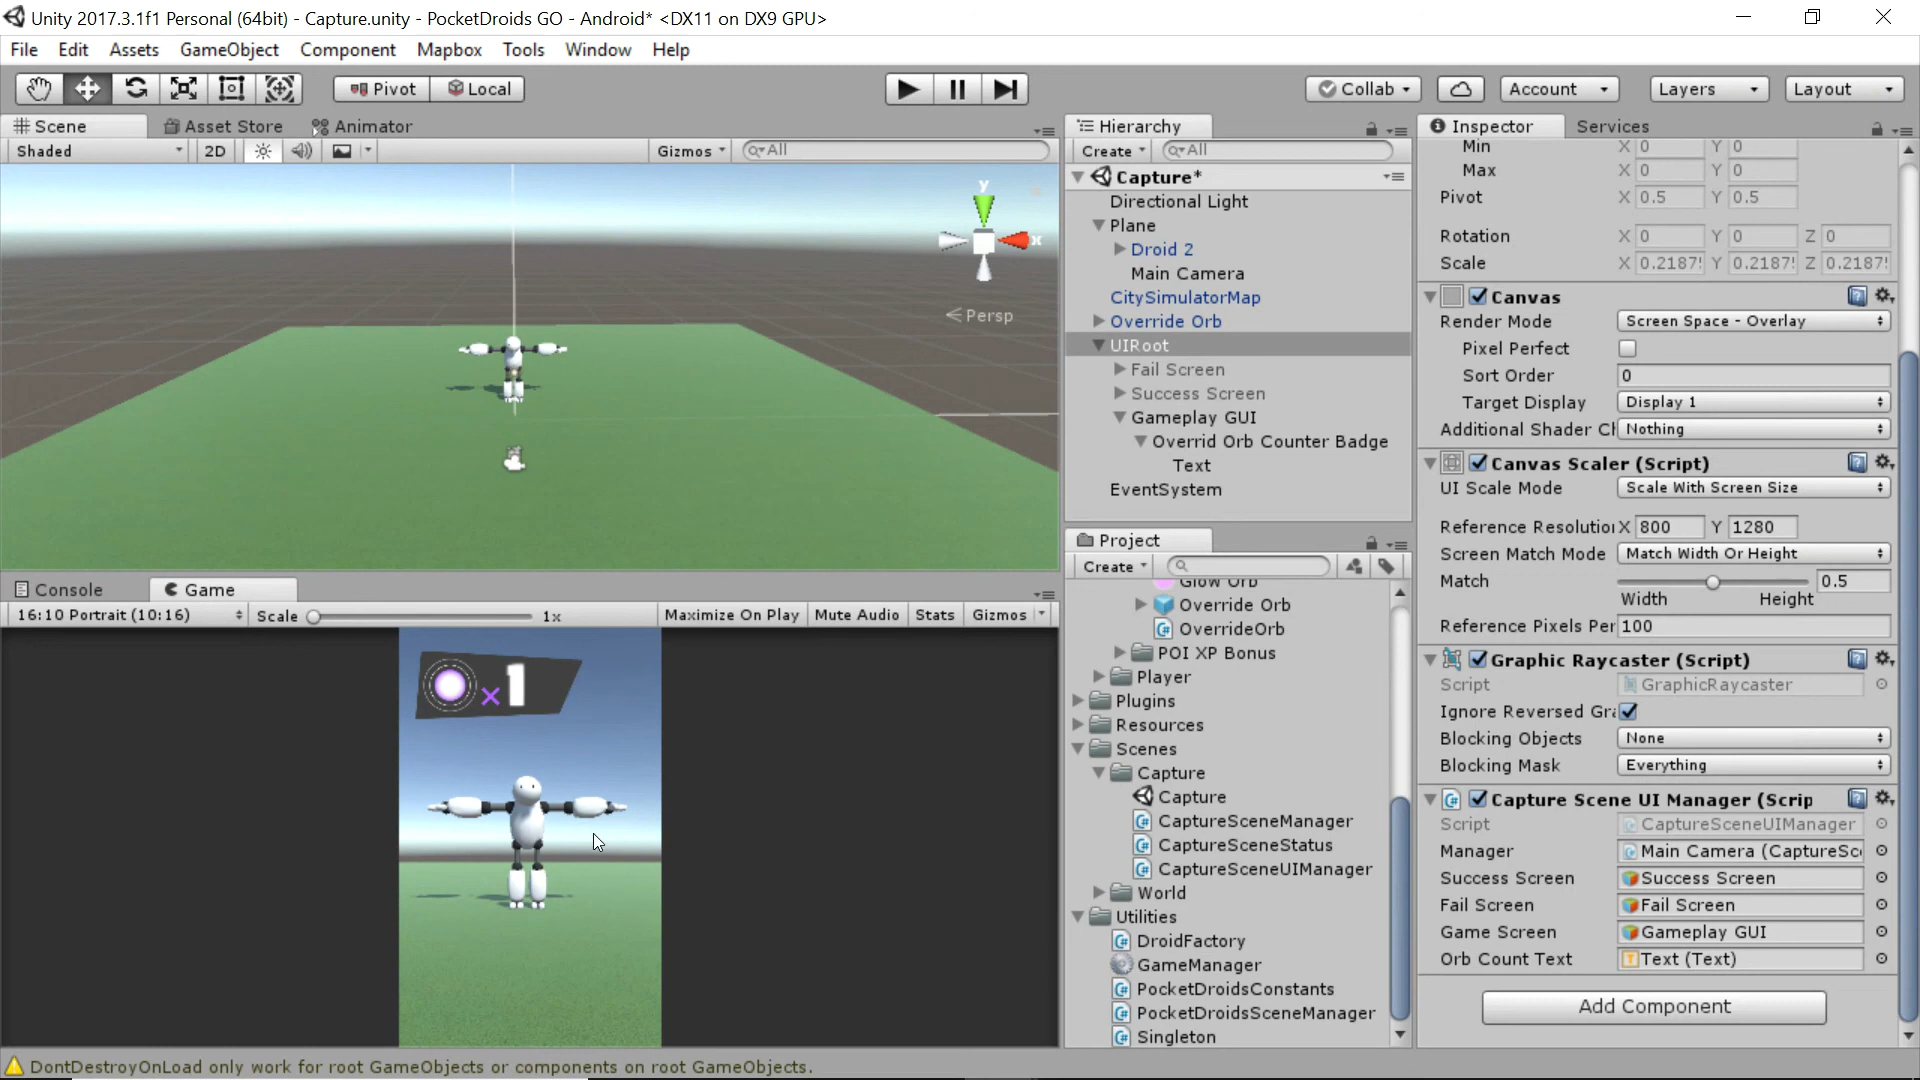 Unity 2017.3.1f1 Personal (64bit) - Capture.unity - PocketDroids GO - Android* <DX11 on DX9 GPU>
File Edit Assets GameObject Component Mapbox Tools Window Help
Pivot Local Collab Account Layers Layout
Scene Asset Store Animator
Shaded 2D Gizmos All
y
x
Persp
Console Game
16:10 Portrait (10:16) Scale 1x Maximize On Play Mute Audio Stats Gizmos
x 1
Hierarchy
Create All
Capture*
Directional Light
Plane
Droid 2
Main Camera
CitySimulatorMap
Override Orb
UIRoot
Fail Screen
Success Screen
Gameplay GUI
Overrid Orb Counter Badge
Text
EventSystem
Project
Create
Glow Orb
Override Orb
OverrideOrb
POI XP Bonus
Player
Plugins
Resources
Scenes
Capture
Capture
CaptureSceneManager
CaptureSceneStatus
CaptureSceneUIManager
World
Utilities
DroidFactory
GameManager
PocketDroidsConstants
PocketDroidsSceneManager
Singleton
Inspector Services
Min X 0 Y 0
Max X 0 Y 0
Pivot X 0.5 Y 0.5
Rotation X 0 Y 0 Z 0
Scale X 0.2187! Y 0.2187! Z 0.2187!
Canvas
Render Mode Screen Space - Overlay
Pixel Perfect
Sort Order 0
Target Display Display 1
Additional Shader Ch Nothing
Canvas Scaler (Script)
UI Scale Mode Scale With Screen Size
Reference Resolution X 800 Y 1280
Screen Match Mode Match Width Or Height
Match 0.5
Width Height
Reference Pixels Per 100
Graphic Raycaster (Script)
Script GraphicRaycaster
Ignore Reversed Gra
Blocking Objects None
Blocking Mask Everything
Capture Scene UI Manager (Scrip
Script CaptureSceneUIManager
Manager Main Camera (CaptureSc
Success Screen Success Screen
Fail Screen Fail Screen
Game Screen Gameplay GUI
Orb Count Text Text (Text)
Add Component
DontDestroyOnLoad only work for root GameObjects or components on root GameObjects.